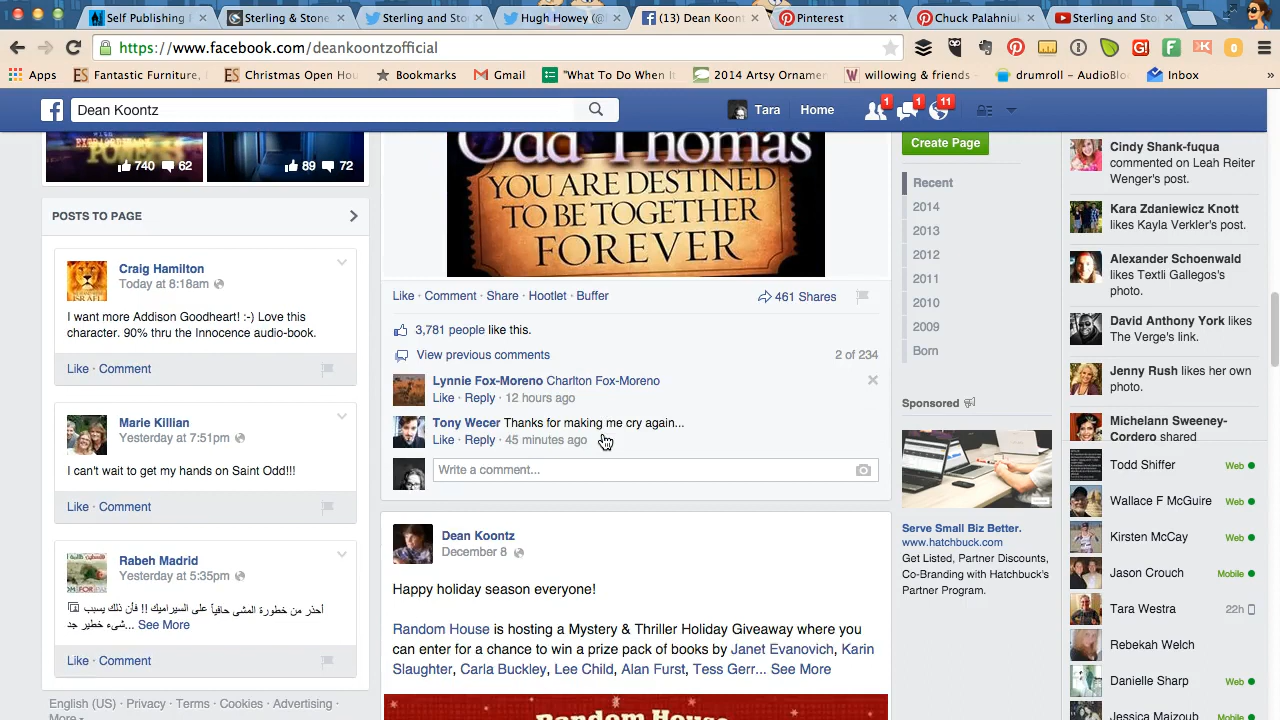 Self Publishing
Sterling & Stone
Sterling and Sto
Hugh Howey (@
(13) Dean Koont
Pinterest
Chuck Palahniuk
Sterling and Sto
https://www.facebook.com/deankoontzofficial
Apps
Fantastic Furniture,
Christmas Open Hou
Bookmarks
Gmail
"What To Do When I
2014 Artsy Ornamer
willowing & friends
drumroll – AudioBlo
Inbox
»
Dean Koontz
Tara
Home
1
1
11
740
62
89
72
POSTS TO PAGE
Craig Hamilton
Today at 8:18am
I want more Addison Goodheart! :-) Love this
character. 90% thru the Innocence audio-book.
Like · Comment
Marie Killian
Yesterday at 7:51pm
I can't wait to get my hands on Saint Odd!!!
Like · Comment
Rabeh Madrid
Yesterday at 5:35pm
أحذر من خطورة المشي حافياً على السيراميك !! فأن ذلك يسبب
شيء خطير جد... See More
Like · Comment
English (US) · Privacy · Terms · Cookies · Advertising ·
More
Odd Thomas
YOU ARE DESTINED
TO BE TOGETHER
FOREVER
Like · Comment · Share · Hootlet · Buffer
461 Shares
3,781 people like this.
View previous comments
2 of 234
Lynnie Fox-Moreno Charlton Fox-Moreno
Like · Reply · 12 hours ago
Tony Wecer Thanks for making me cry again...
Like · Reply · 45 minutes ago
Write a comment...
Dean Koontz
December 8
Happy holiday season everyone!
Random House is hosting a Mystery & Thriller Holiday Giveaway where you
can enter for a chance to win a prize pack of books by Janet Evanovich, Karin
Slaughter, Carla Buckley, Lee Child, Alan Furst, Tess Gerr... See More
Random House
Create Page
Recent
2014
2013
2012
2011
2010
2009
Born
Sponsored
Serve Small Biz Better.
www.hatchbuck.com
Get Listed, Partner Discounts,
Co-Branding with Hatchbuck's
Partner Program.
Cindy Shank-fuqua
commented on Leah Reiter
Wenger's post.
Kara Zdaniewicz Knott
likes Kayla Verkler's post.
Alexander Schoenwald
likes Textli Gallegos's
photo.
David Anthony York likes
The Verge's link.
Jenny Rush likes her own
photo.
Michelann Sweeney-
Cordero shared
Todd Shiffer
Web
Wallace F McGuire
Web
Kirsten McCay
Web
Jason Crouch
Mobile
Tara Westra
22h
Rebekah Welch
Danielle Sharp
Web
Mobile